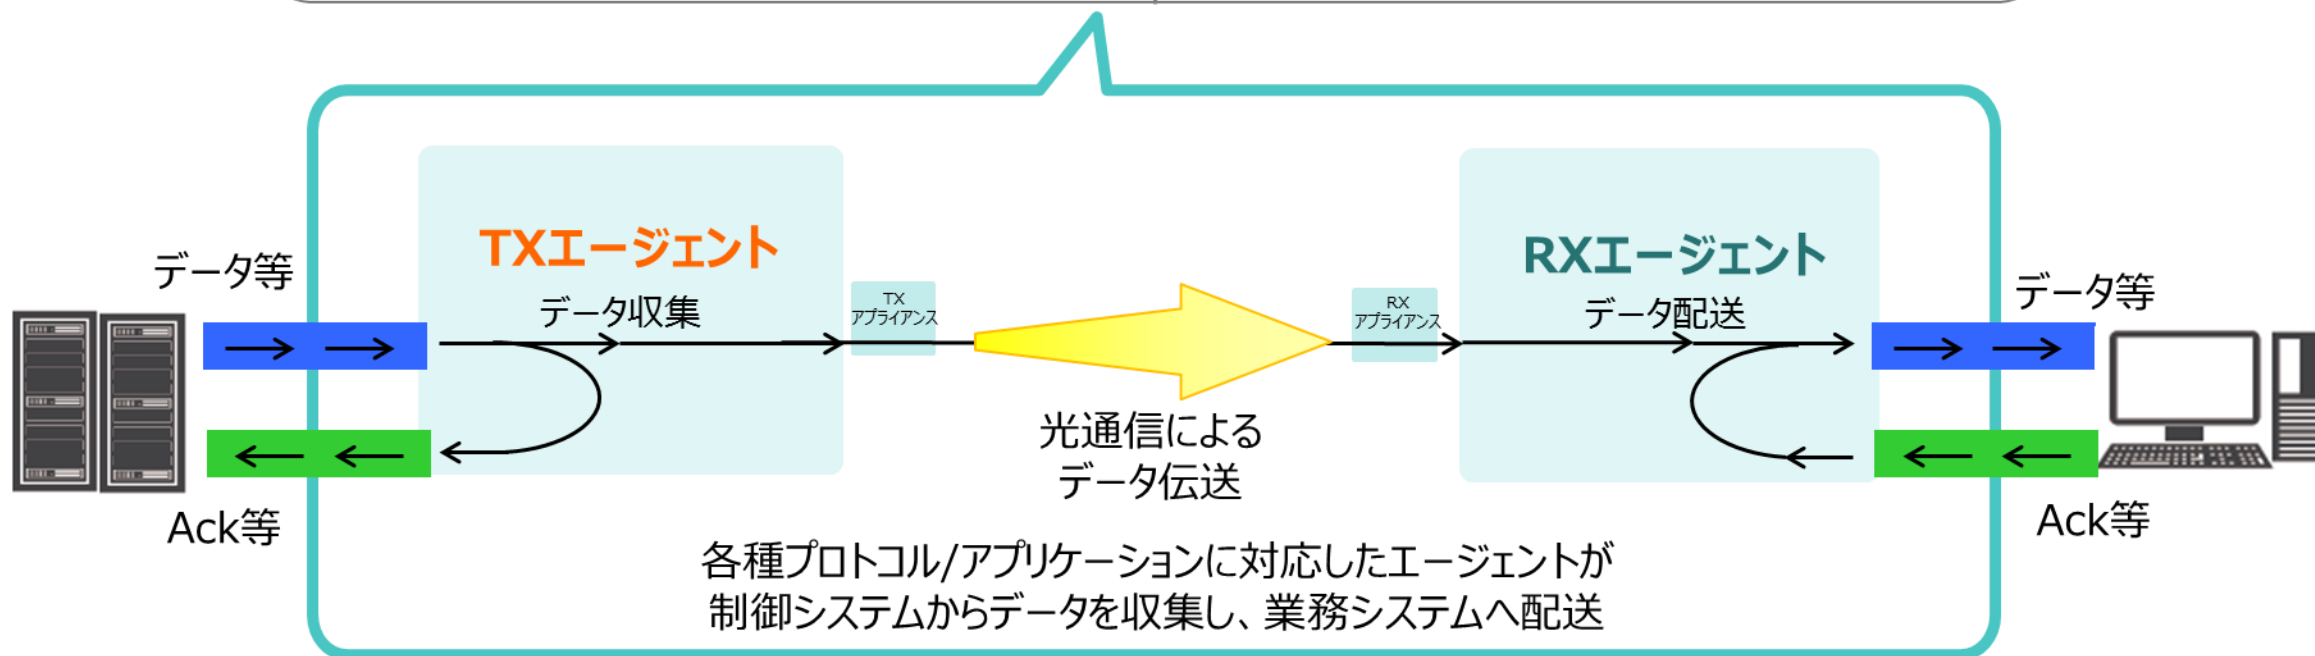 TXエージェント
RXエージェント
データ等
データ収集
TX
アプライアンス
RX
アプライアンス
データ配送
データ等
光通信による
データ伝送
Ack等
Ack等
各種プロトコル/アプリケーションに対応したエージェントが
制御システムからデータを収集し、業務システムへ配送